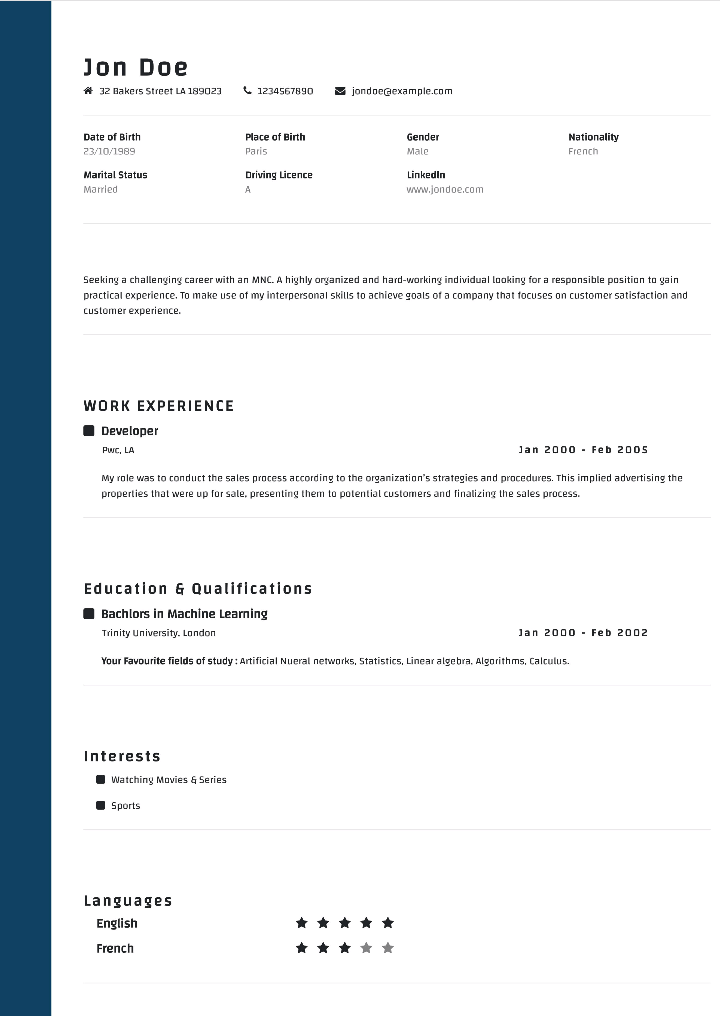 Jon Doe
32 Bakers Street LA 189023 1234567890 jondoe@example.com
Date of Birth Place of Birth Gender Nationality
23/10/1989 Paris Male French
Marital Status Driving Licence LinkedIn
Married A www.jondoe.com
Seeking a challenging career with an MNC. A highly organized and hard-working individual looking for a responsible position to gain
practical experience. To make use of my interpersonal skills to achieve goals of a company that focuses on customer satisfaction and
customer experience.
WORK EXPERIENCE
Developer
Pwc, LA Jan 2000 - Feb 2005
My role was to conduct the sales process according to the organization's strategies and procedures. This implied advertising the
properties that were up for sale, presenting them to potential customers and finalizing the sales process.
Education & Qualifications
Bachlors in Machine Learning
Trinity University, London Jan 2000 - Feb 2002
Your Favourite fields of study : Artificial Nueral networks, Statistics, Linear algebra, Algorithms, Calculus.
Interests
Watching Movies & Series
Sports
Languages
English
French